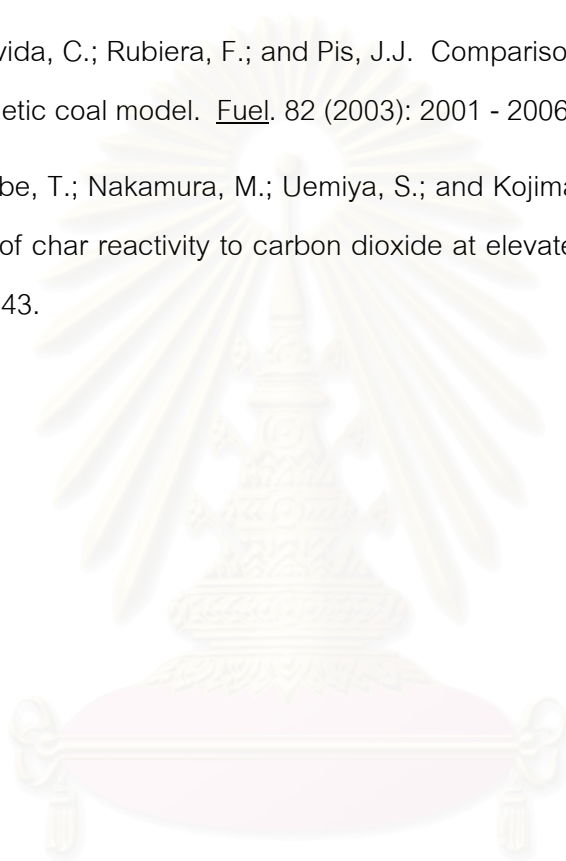 vida, C.; Rubiera, F.; and Pis, J.J.  Compariso
etic coal model.  Fuel. 82 (2003): 2001 - 2006
be, T.; Nakamura, M.; Uemiya, S.; and Kojima
of char reactivity to carbon dioxide at elevate
43.